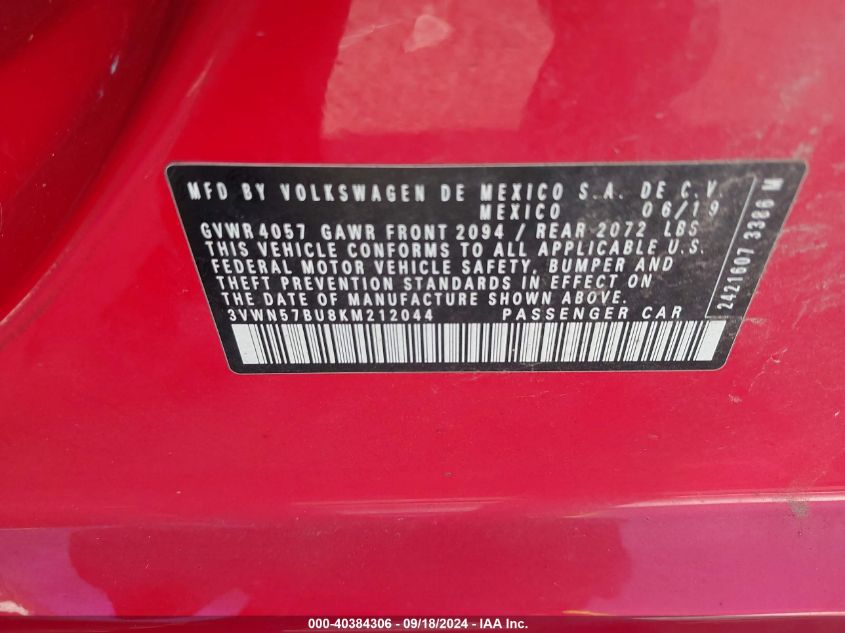 MFD BY VOLKSWAGEN DE MEXICO S.A. DE C.V.
MEXICO 06/19
GVWR 4057 GAWR FRONT 2094 / REAR 2072 LBS
THIS VEHICLE CONFORMS TO ALL APPLICABLE U.S.
FEDERAL MOTOR VEHICLE SAFETY, BUMPER AND
THEFT PREVENTION STANDARDS IN EFFECT ON
THE DATE OF MANUFACTURE SHOWN ABOVE.
3VWN57BU8KM212044 PASSENGER CAR
2421607 3386 M
000-40384306 - 09/18/2024 - IAA Inc.